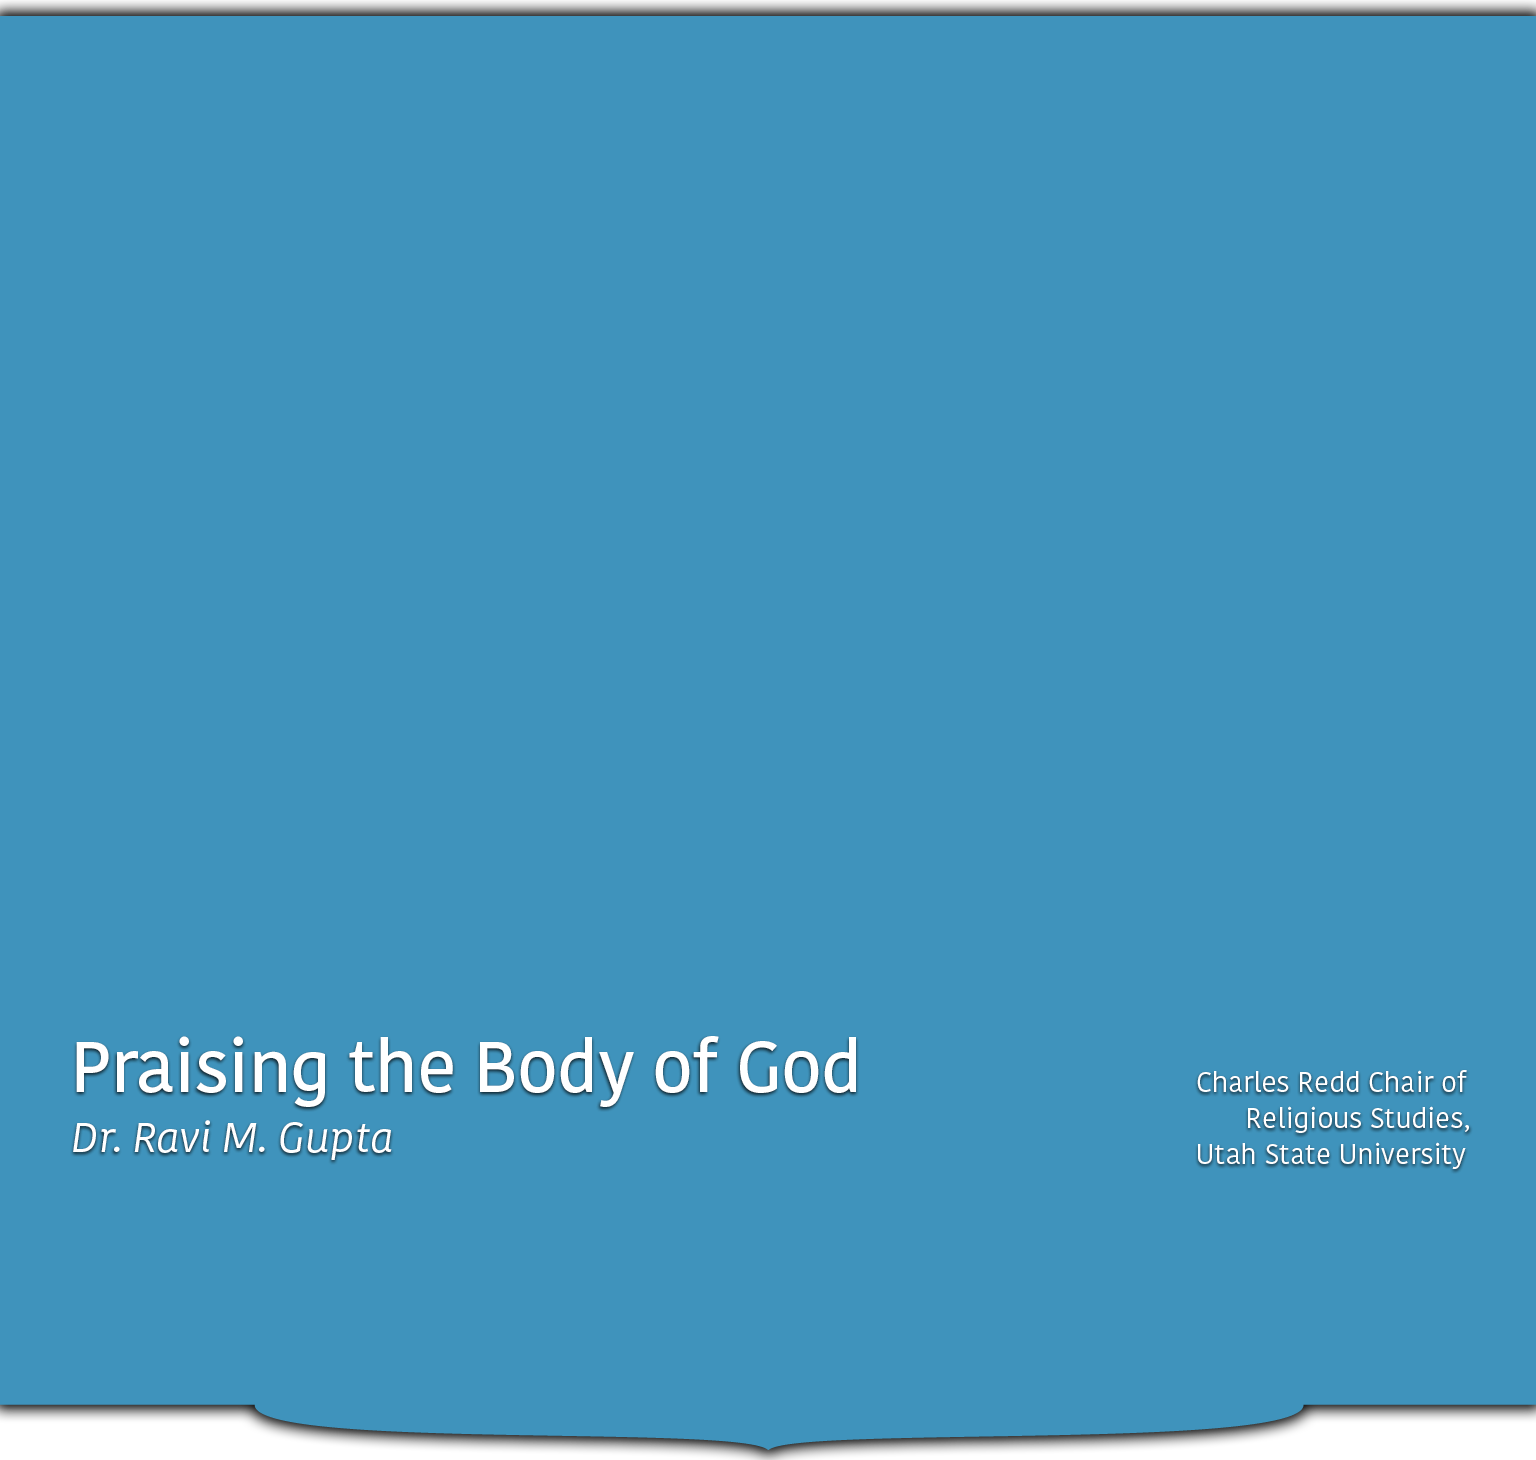 Praising the Body of God
Dr. Ravi M. Gupta
Charles Redd Chair of
Religious Studies,
Utah State University